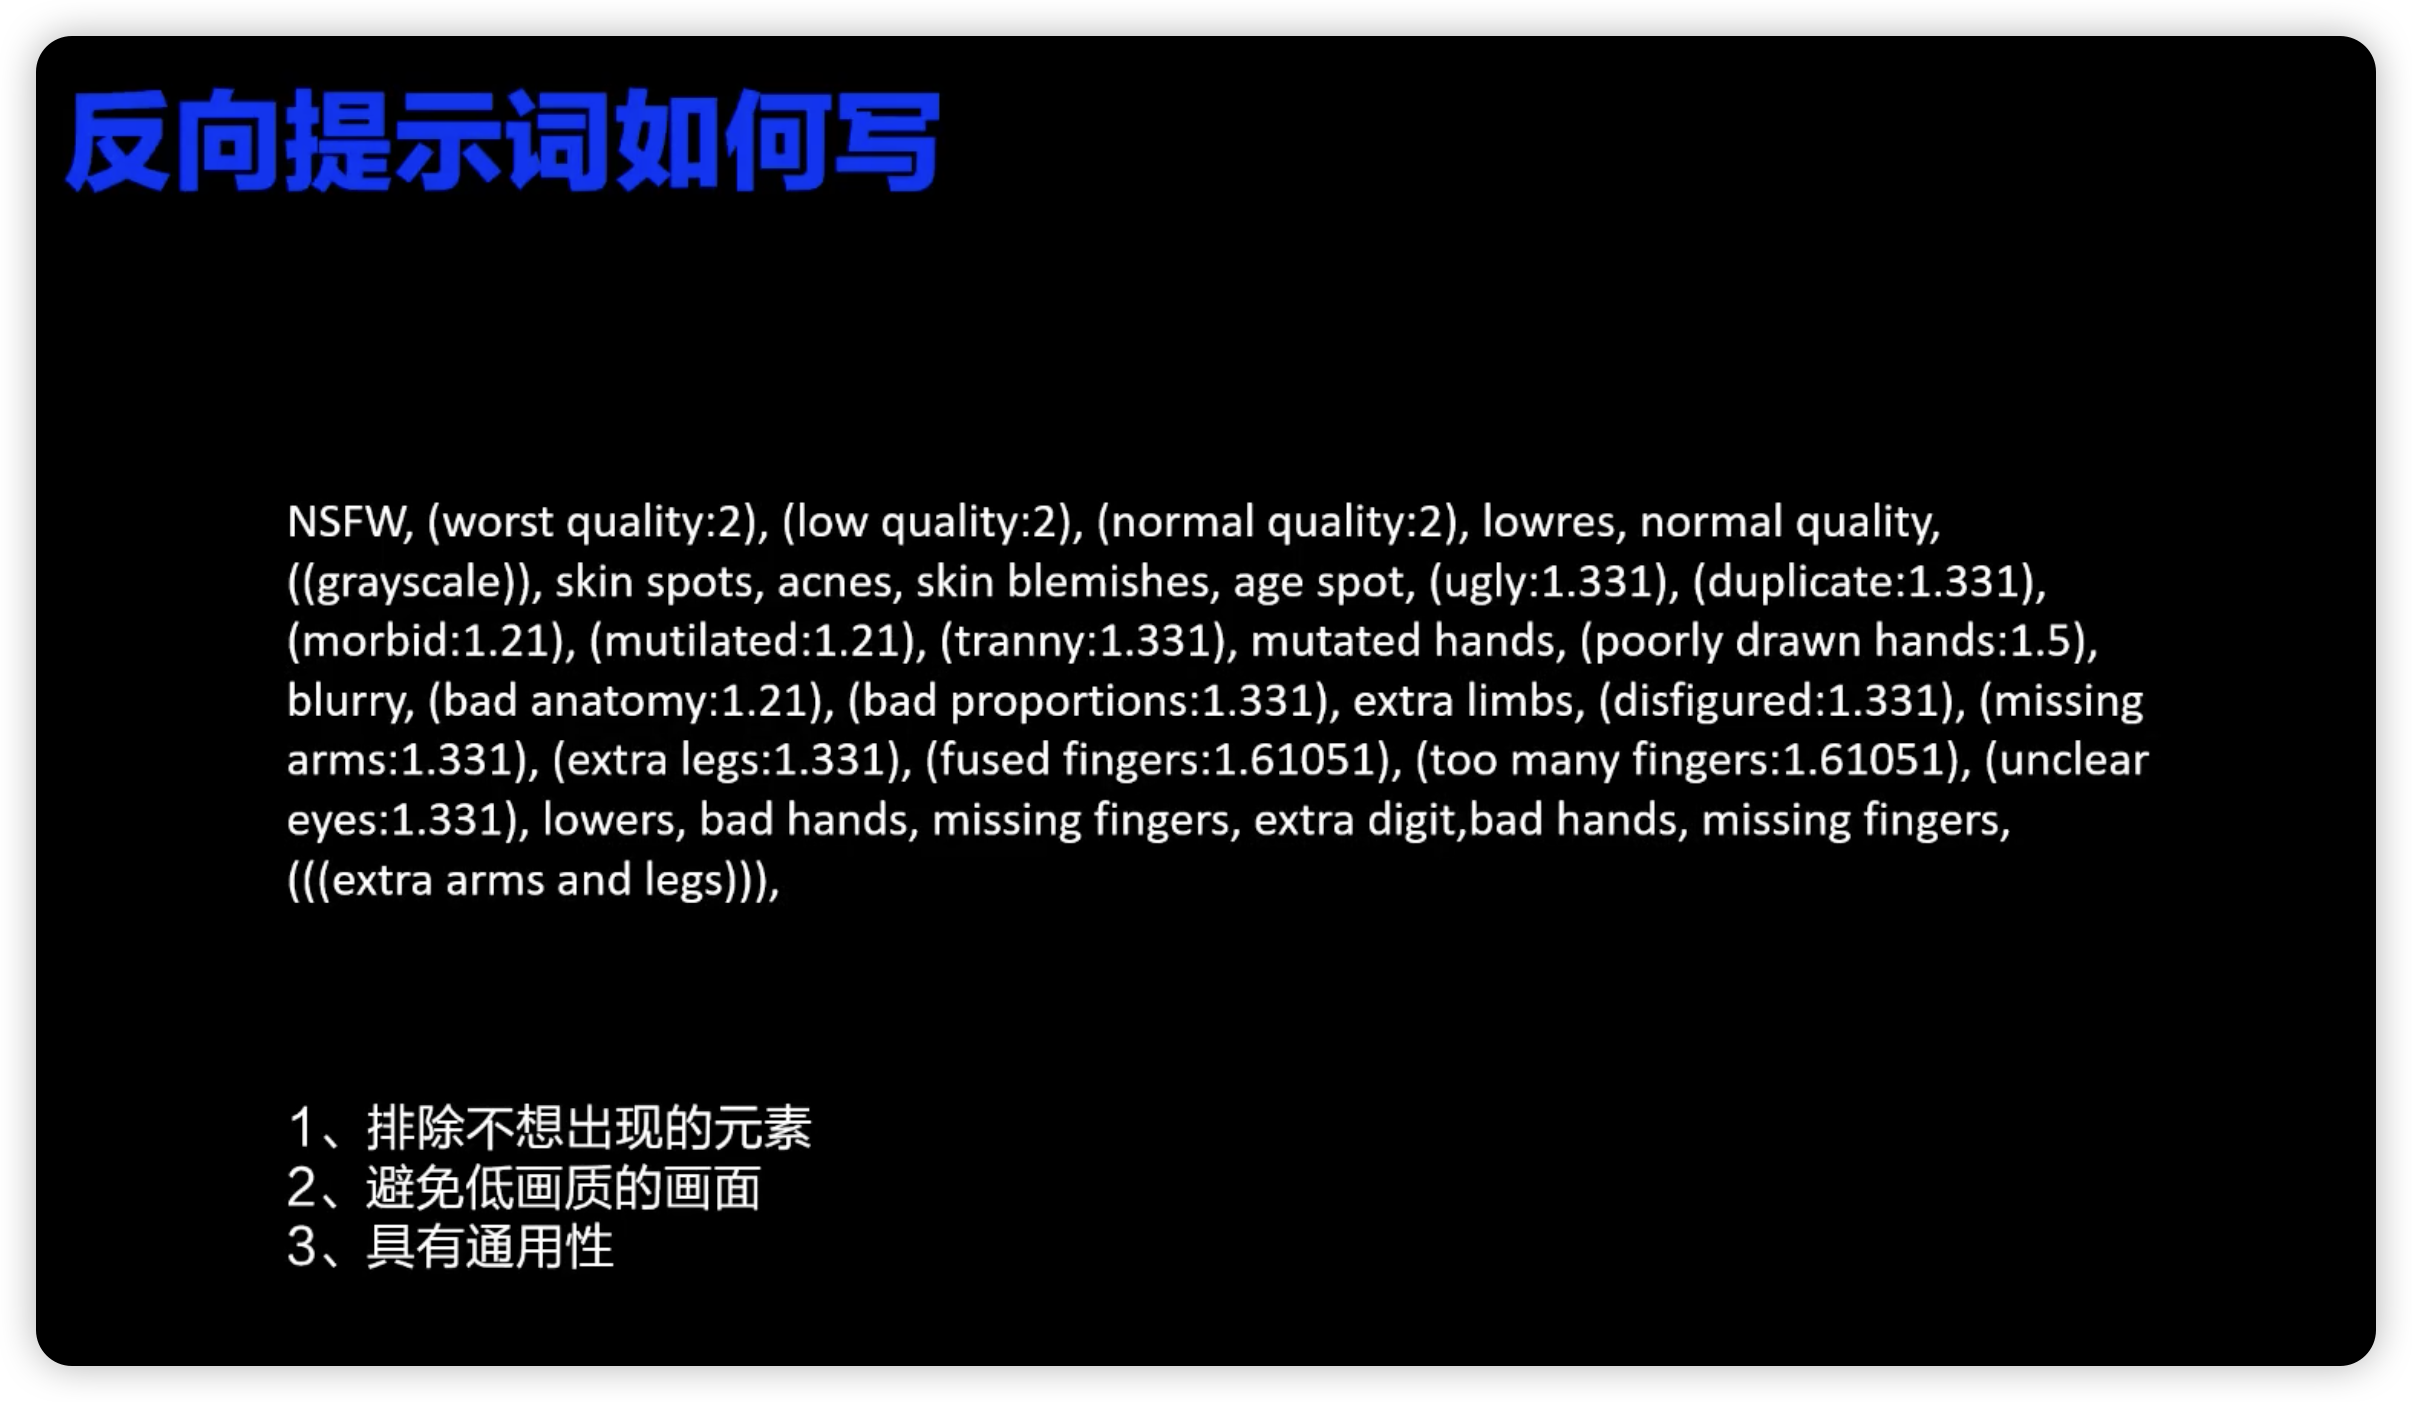 反向提示词如何写
NSFW, (worst quality:2), (low quality:2), (normal quality:2), lowres, normal quality,
((grayscale)), skin spots, acnes, skin blemishes, age spot, (ugly:1.331), (duplicate:1.331),
(morbid:1.21), (mutilated:1.21), (tranny:1.331), mutated hands, (poorly drawn hands:1.5),
blurry, (bad anatomy:1.21), (bad proportions:1.331), extra limbs, (disfigured:1.331), (missing
arms:1.331), (extra legs:1.331), (fused fingers:1.61051), (too many fingers:1.61051), (unclear
eyes:1.331), lowers, bad hands, missing fingers, extra digit,bad hands, missing fingers,
(((extra arms and legs))),
1、排除不想出现的元素
2、避免低画质的画面
3、具有通用性